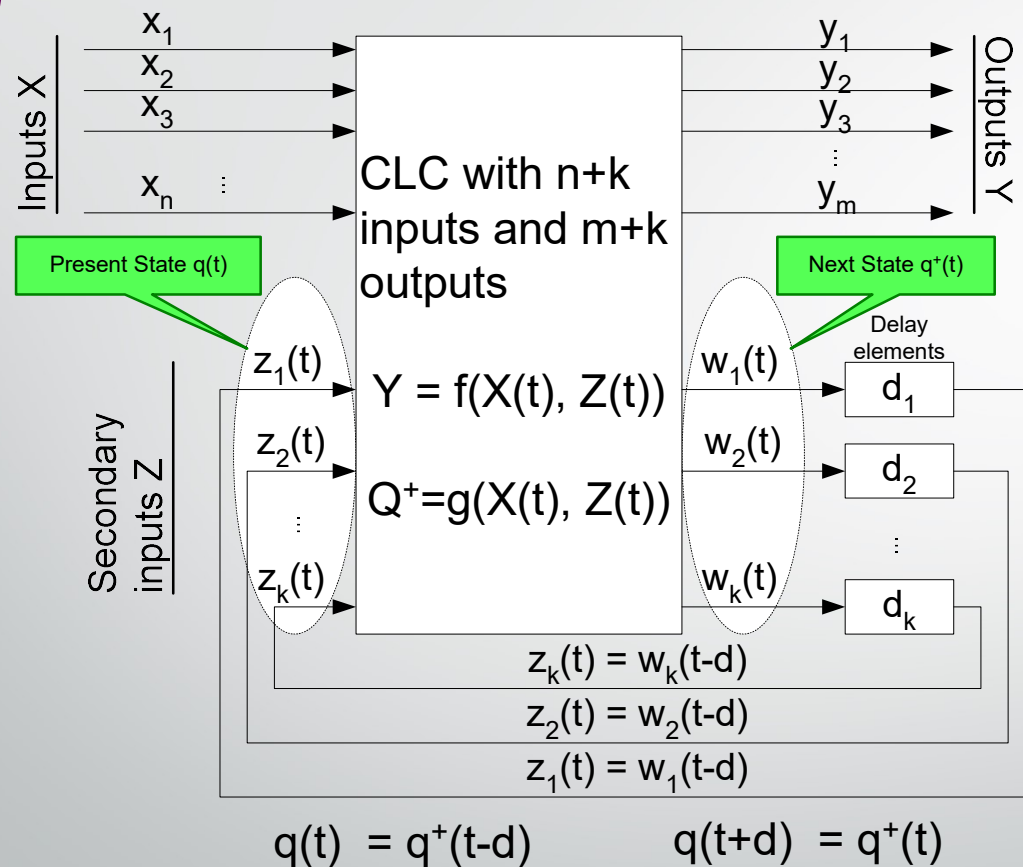 Inputs X
x₁
x₂
x₃
⋮
xₙ
CLC with n+k
inputs and m+k
outputs
Y = f(X(t), Z(t))
Q⁺=g(X(t), Z(t))
y₁
y₂
y₃
⋮
yₘ
Outputs Y
Present State q(t)
Next State q⁺(t)
Secondary
inputs Z
z₁(t)
z₂(t)
⋮
zₖ(t)
w₁(t)
w₂(t)
wₖ(t)
Delay
elements
d₁
d₂
⋮
dₖ
zₖ(t) = wₖ(t-d)
z₂(t) = w₂(t-d)
z₁(t) = w₁(t-d)
q(t) = q⁺(t-d)
q(t+d) = q⁺(t)